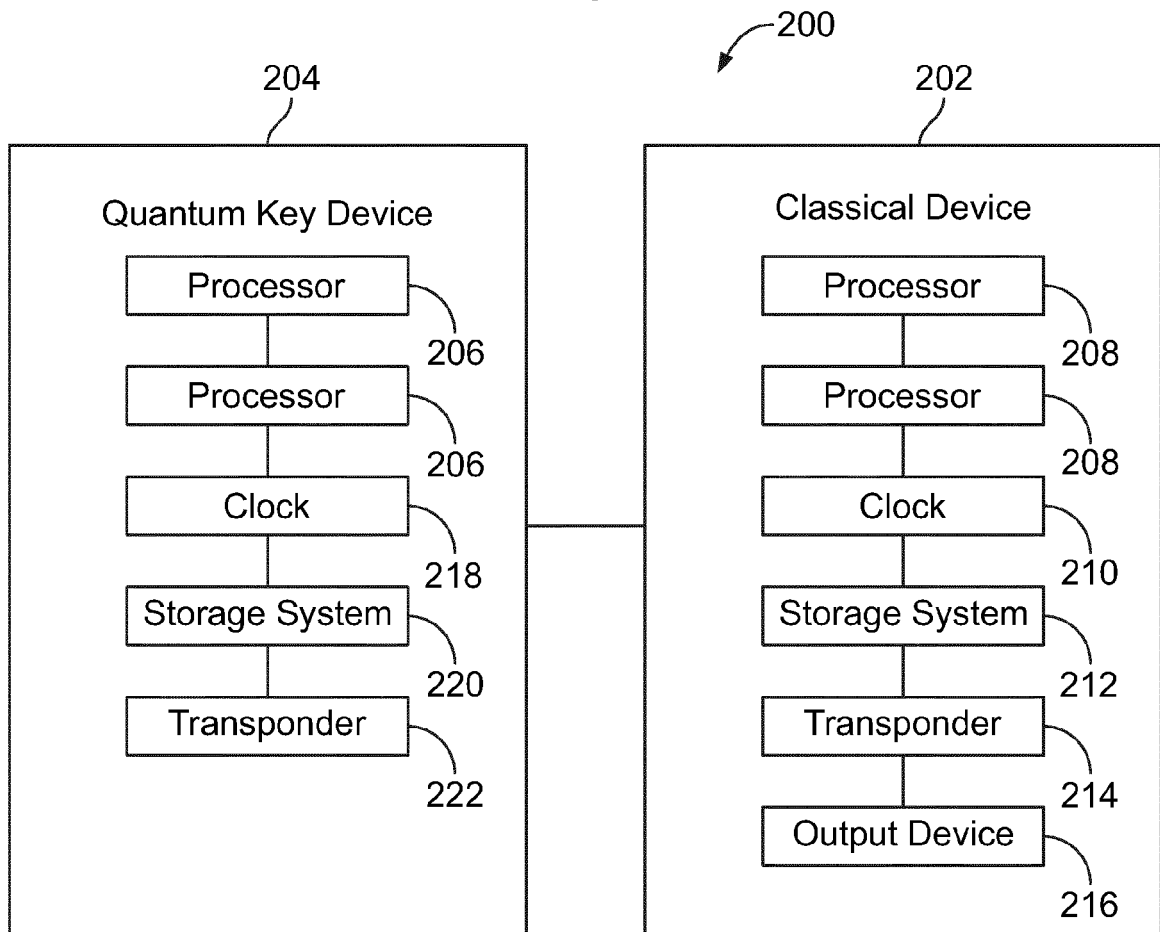 200
204
202
Quantum Key Device
Classical Device
Processor
206
Processor
206
Clock
218
Storage System
220
Transponder
222
Processor
208
Processor
208
Clock
210
Storage System
212
Transponder
214
Output Device
216